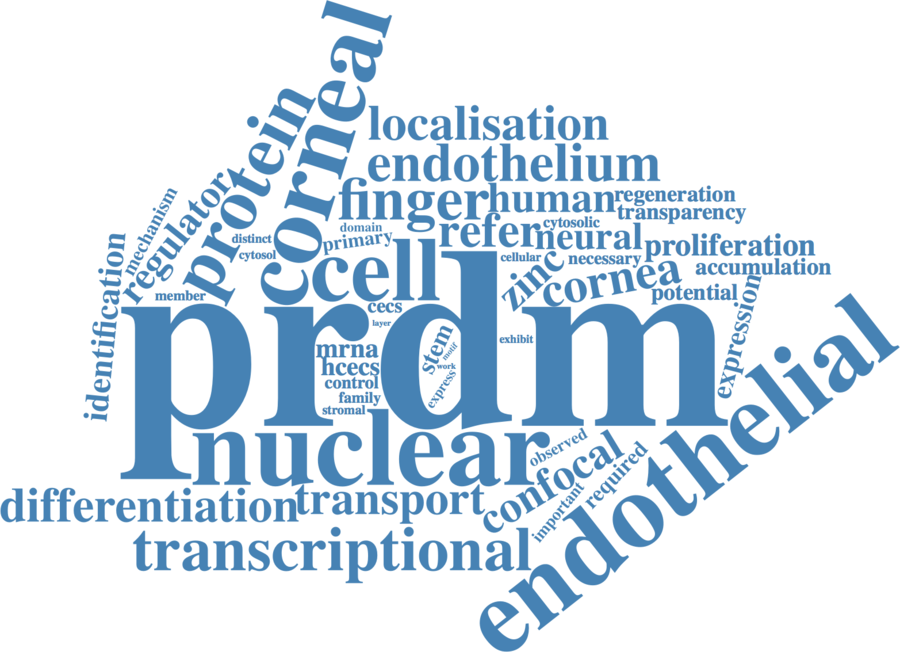 corneal
protein
localisation
endothelium
finger
human
regeneration
transparency
mechanism
regulator
domain
primary
distinct
cytosol
cytosolic
refer
neural
proliferation
cellular
necessary
identification
member
cell
zinc
cornea
accumulation
potential
expression
prdm
cecs
layer
mrna
hcecs
control
family
stromal
stem
motif
work
express
exhibit
endothelial
nuclear
observed
confocal
required
important
differentiation
transport
transcriptional